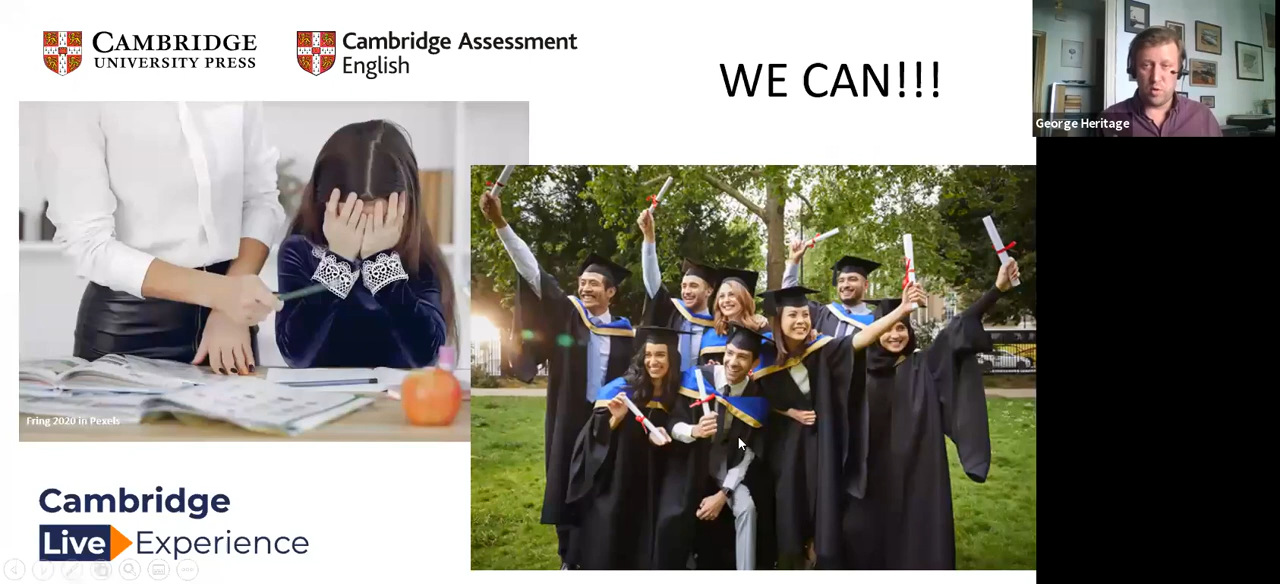 CAMBRIDGE
UNIVERSITY PRESS
Cambridge Assessment
English
WE CAN!!!
George Heritage
Fring 2020 in Pexels
Cambridge
Live Experience